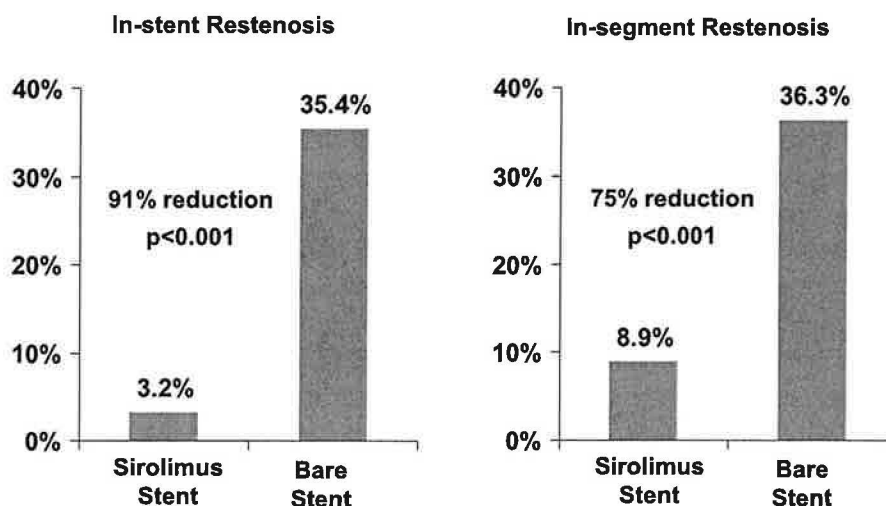 In-stent Restenosis
40%
30%
20%
10%
0%
35.4%
91% reduction
p<0.001
3.2%
Sirolimus
Stent
Bare
Stent
In-segment Restenosis
40%
30%
20%
10%
0%
36.3%
75% reduction
p<0.001
8.9%
Sirolimus
Stent
Bare
Stent